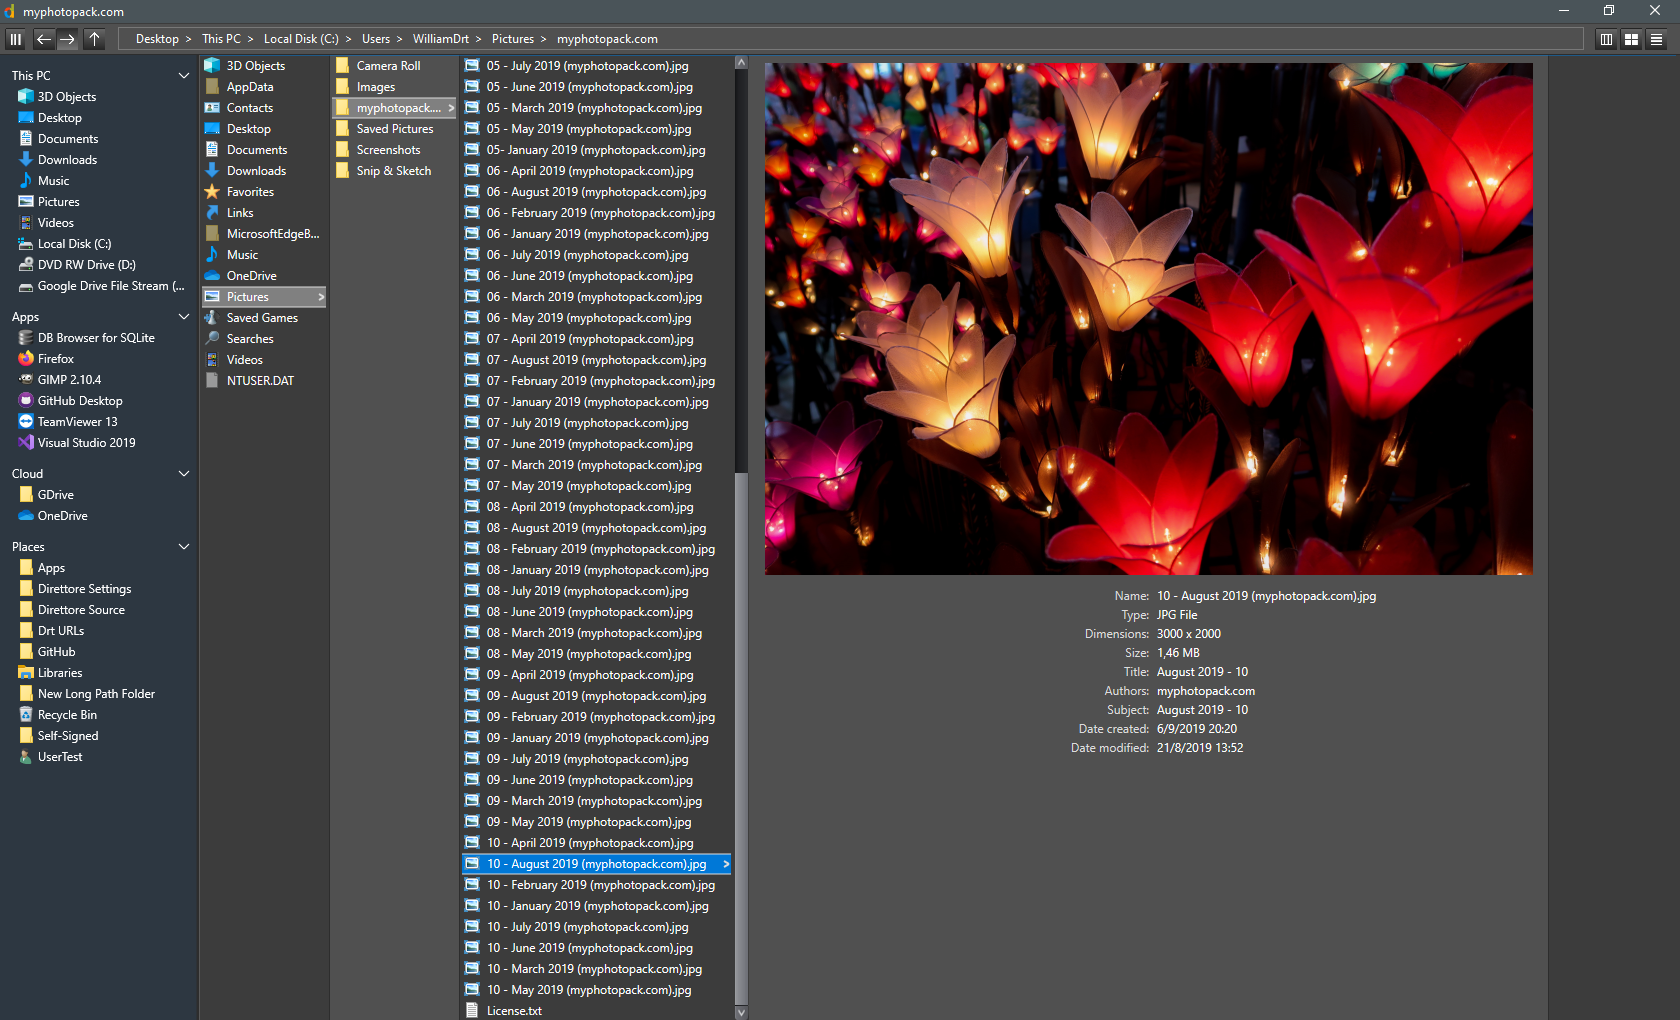 myphotopack.com
Desktop > This PC > Local Disk (C:) > Users > WilliamDrt > Pictures > myphotopack.com
This PC
3D Objects
Desktop
Documents
Downloads
Music
Pictures
Videos
Local Disk (C:)
DVD RW Drive (D:)
Google Drive File Stream (...
Apps
DB Browser for SQLite
Firefox
GIMP 2.10.4
GitHub Desktop
TeamViewer 13
Visual Studio 2019
Cloud
GDrive
OneDrive
Places
Apps
Direttore Settings
Direttore Source
Drt URLs
GitHub
Libraries
New Long Path Folder
Recycle Bin
Self-Signed
UserTest
3D Objects
AppData
Contacts
Desktop
Documents
Downloads
Favorites
Links
MicrosoftEdgeB...
Music
OneDrive
Pictures >
Saved Games
Searches
Videos
NTUSER.DAT
Camera Roll
Images
myphotopack.... >
Saved Pictures
Screenshots
Snip & Sketch
05 - July 2019 (myphotopack.com).jpg
05 - June 2019 (myphotopack.com).jpg
05 - March 2019 (myphotopack.com).jpg
05 - May 2019 (myphotopack.com).jpg
05- January 2019 (myphotopack.com).jpg
06 - April 2019 (myphotopack.com).jpg
06 - August 2019 (myphotopack.com).jpg
06 - February 2019 (myphotopack.com).jpg
06 - January 2019 (myphotopack.com).jpg
06 - July 2019 (myphotopack.com).jpg
06 - June 2019 (myphotopack.com).jpg
06 - March 2019 (myphotopack.com).jpg
06 - May 2019 (myphotopack.com).jpg
07 - April 2019 (myphotopack.com).jpg
07 - August 2019 (myphotopack.com).jpg
07 - February 2019 (myphotopack.com).jpg
07 - January 2019 (myphotopack.com).jpg
07 - July 2019 (myphotopack.com).jpg
07 - June 2019 (myphotopack.com).jpg
07 - March 2019 (myphotopack.com).jpg
07 - May 2019 (myphotopack.com).jpg
08 - April 2019 (myphotopack.com).jpg
08 - August 2019 (myphotopack.com).jpg
08 - February 2019 (myphotopack.com).jpg
08 - January 2019 (myphotopack.com).jpg
08 - July 2019 (myphotopack.com).jpg
08 - June 2019 (myphotopack.com).jpg
08 - March 2019 (myphotopack.com).jpg
08 - May 2019 (myphotopack.com).jpg
09 - April 2019 (myphotopack.com).jpg
09 - August 2019 (myphotopack.com).jpg
09 - February 2019 (myphotopack.com).jpg
09 - January 2019 (myphotopack.com).jpg
09 - July 2019 (myphotopack.com).jpg
09 - June 2019 (myphotopack.com).jpg
09 - March 2019 (myphotopack.com).jpg
09 - May 2019 (myphotopack.com).jpg
10 - April 2019 (myphotopack.com).jpg
10 - August 2019 (myphotopack.com).jpg >
10 - February 2019 (myphotopack.com).jpg
10 - January 2019 (myphotopack.com).jpg
10 - July 2019 (myphotopack.com).jpg
10 - June 2019 (myphotopack.com).jpg
10 - March 2019 (myphotopack.com).jpg
10 - May 2019 (myphotopack.com).jpg
License.txt
Name: 10 - August 2019 (myphotopack.com).jpg
Type: JPG File
Dimensions: 3000 x 2000
Size: 1,46 MB
Title: August 2019 - 10
Authors: myphotopack.com
Subject: August 2019 - 10
Date created: 6/9/2019 20:20
Date modified: 21/8/2019 13:52